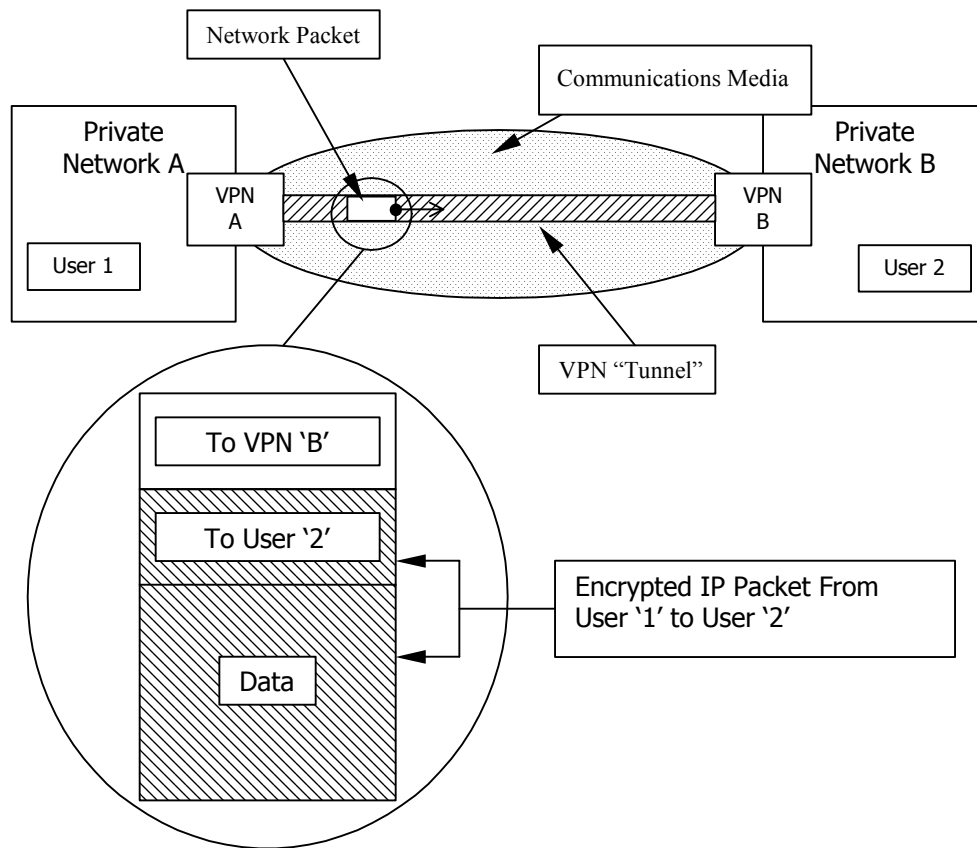 Network Packet
Communications Media
Private
Network A
Private
Network B
VPN
A
VPN
B
User 1
User 2
VPN “Tunnel”
To VPN ‘B’
To User ‘2’
Encrypted IP Packet From
User ‘1’ to User ‘2’
Data